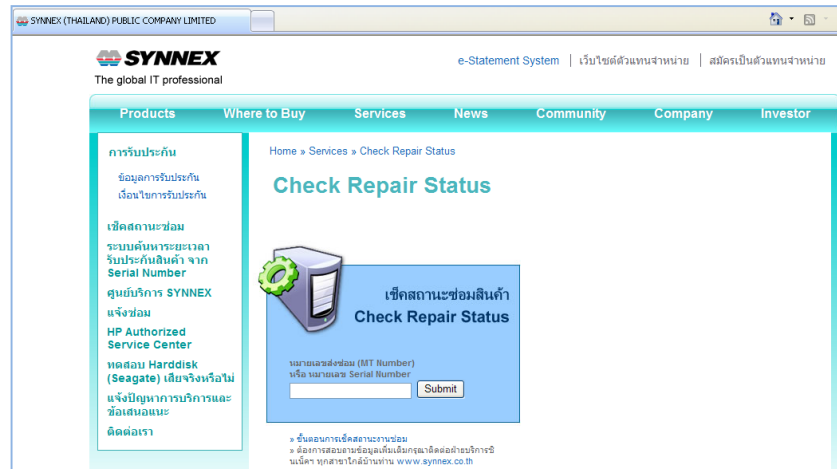 SYNNEX (THAILAND) PUBLIC COMPANY LIMITED
SYNNEX
The global IT professional
e-Statement System | เว็บไซต์ตัวแทนจำหน่าย | สมัครเป็นตัวแทนจำหน่าย
Products Where to Buy Services News Community Company Investor
การรับประกัน
ข้อมูลการรับประกัน
เงื่อนไขการรับประกัน
เช็คสถานะซ่อม
ระบบค้นหาระยะเวลา
รับประกันสินค้า จาก
Serial Number
ศูนย์บริการ SYNNEX
แจ้งซ่อม
HP Authorized
Service Center
ทดสอบ Harddisk
(Seagate) เสียจริงหรือไม่
แจ้งปัญหาการบริการและ
ข้อเสนอแนะ
ติดต่อเรา
Home » Services » Check Repair Status
Check Repair Status
เช็คสถานะซ่อมสินค้า
Check Repair Status
หมายเลขส่งซ่อม (MT Number)
หรือ หมายเลข Serial Number
Submit
» ขั้นตอนการเช็คสถานะงานซ่อม
» ต้องการสอบถามข้อมูลเพิ่มเติมกรุณาติดต่อฝ่ายบริการซิ
นเน็คฯ ทุกสาขาใกล้บ้านท่าน www.synnex.co.th